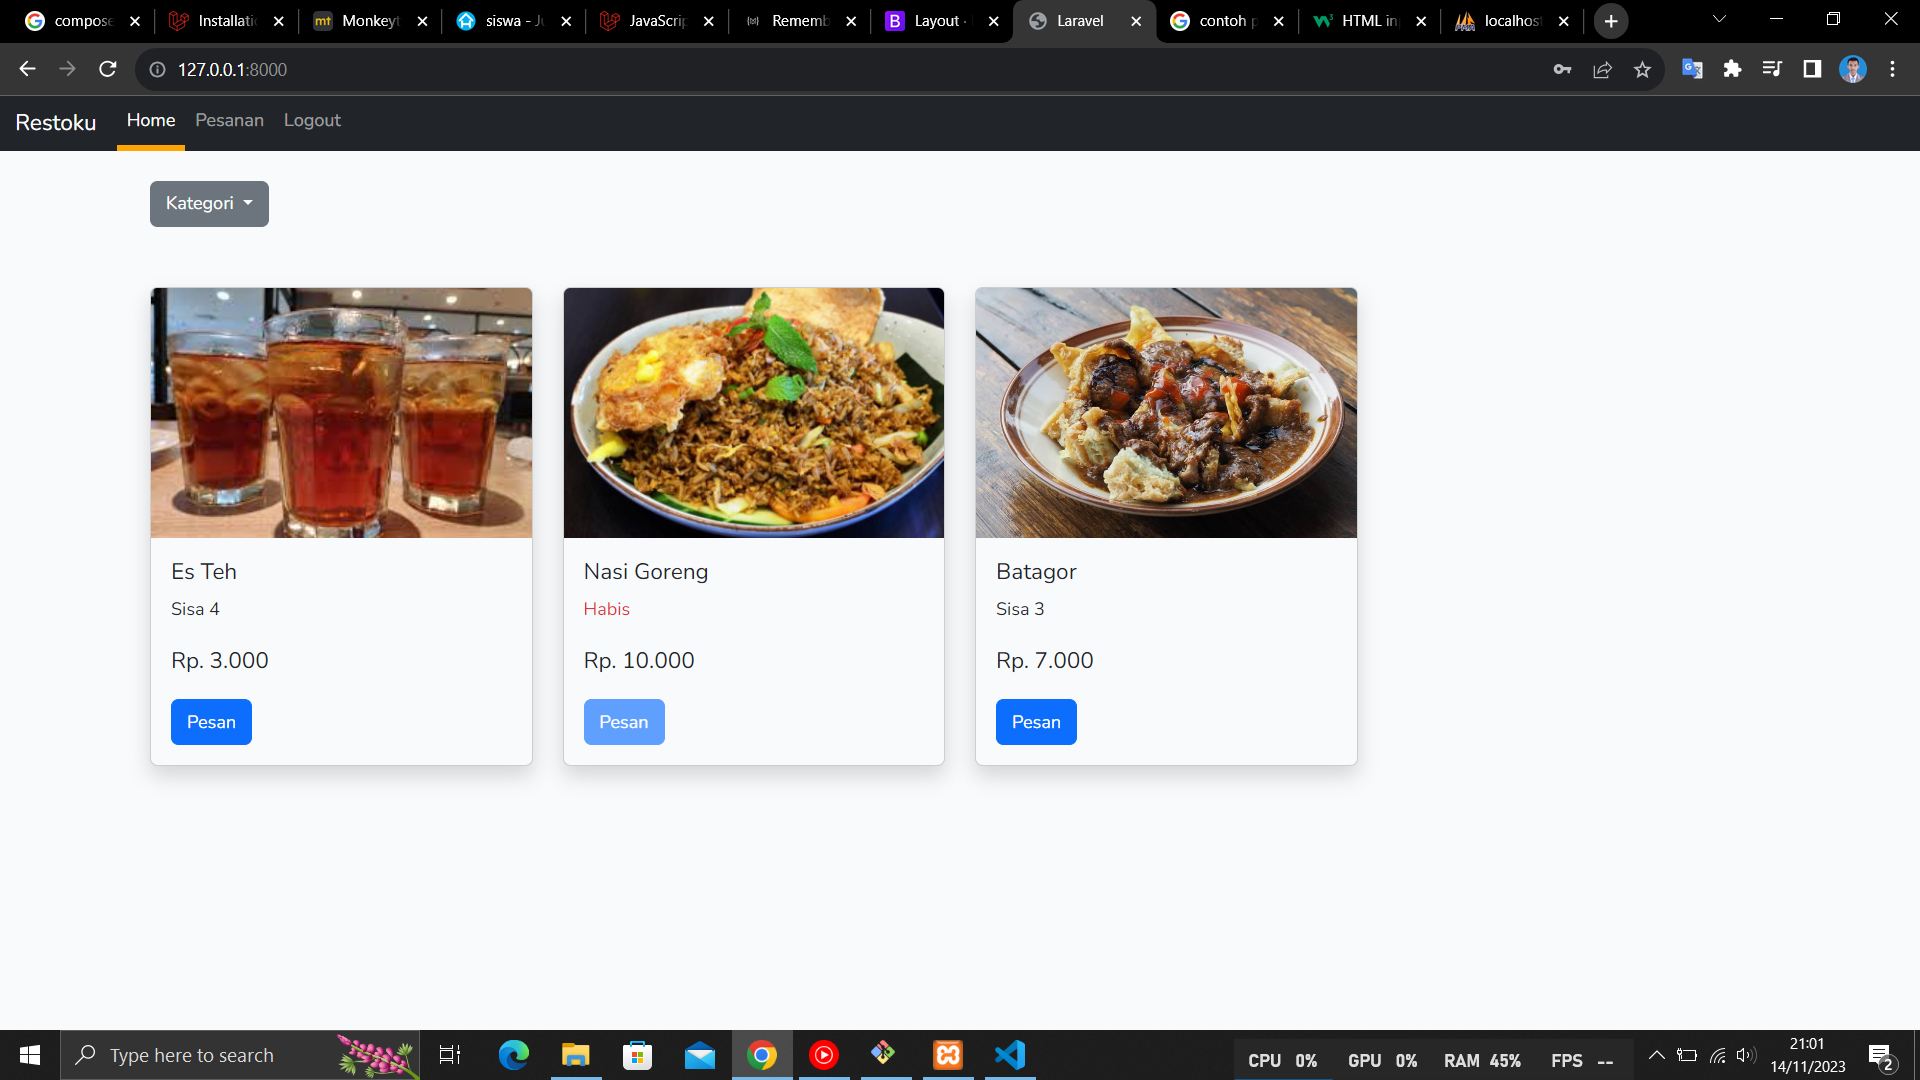 compose
Installati
mt Monkeyt
siswa - Ju
JavaScrip
Rememb
B Layout ·
Laravel
contoh p
HTML in
localhost
127.0.0.1:8000
Restoku Home Pesanan Logout
Kategori
Es Teh
Sisa 4
Rp. 3.000
Pesan
Nasi Goreng
Habis
Rp. 10.000
Pesan
Batagor
Sisa 3
Rp. 7.000
Pesan
Type here to search
CPU 0% GPU 0% RAM 45% FPS --
21:01
14/11/2023
2